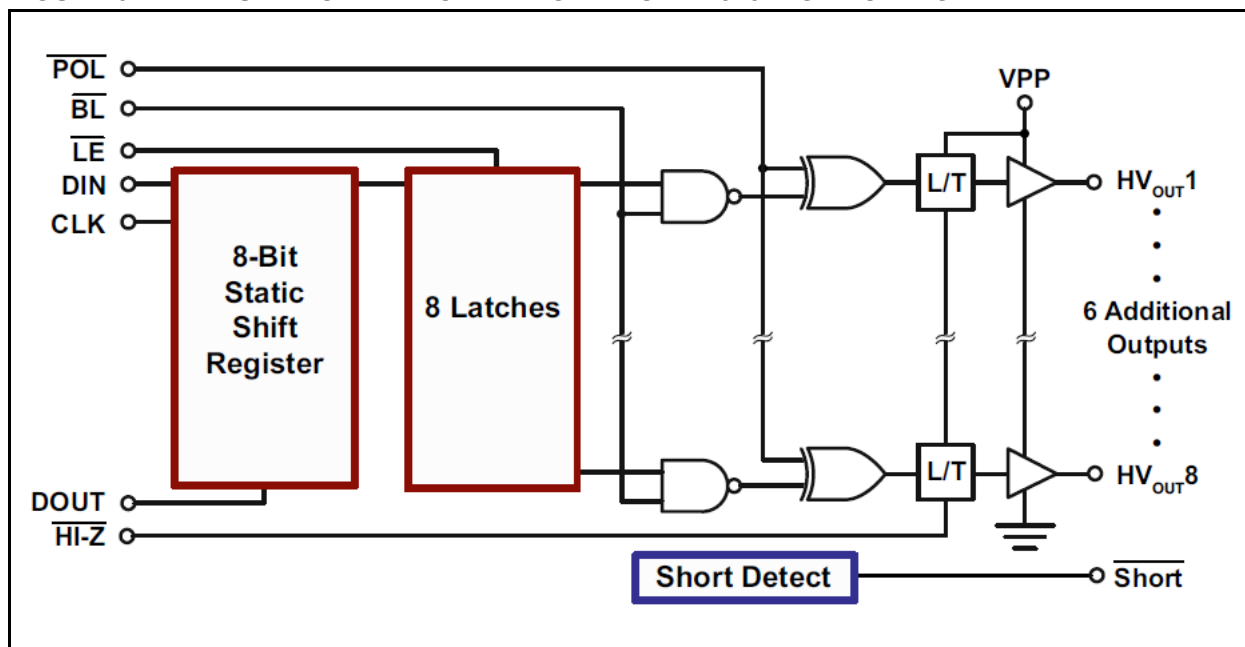 POL
BL
LE
DIN
CLK
DOUT
HI-Z
8-Bit
Static
Shift
Register
8 Latches
VPP
L/T
HVOUT1
6 Additional
Outputs
L/T
HVOUT8
Short Detect
Short